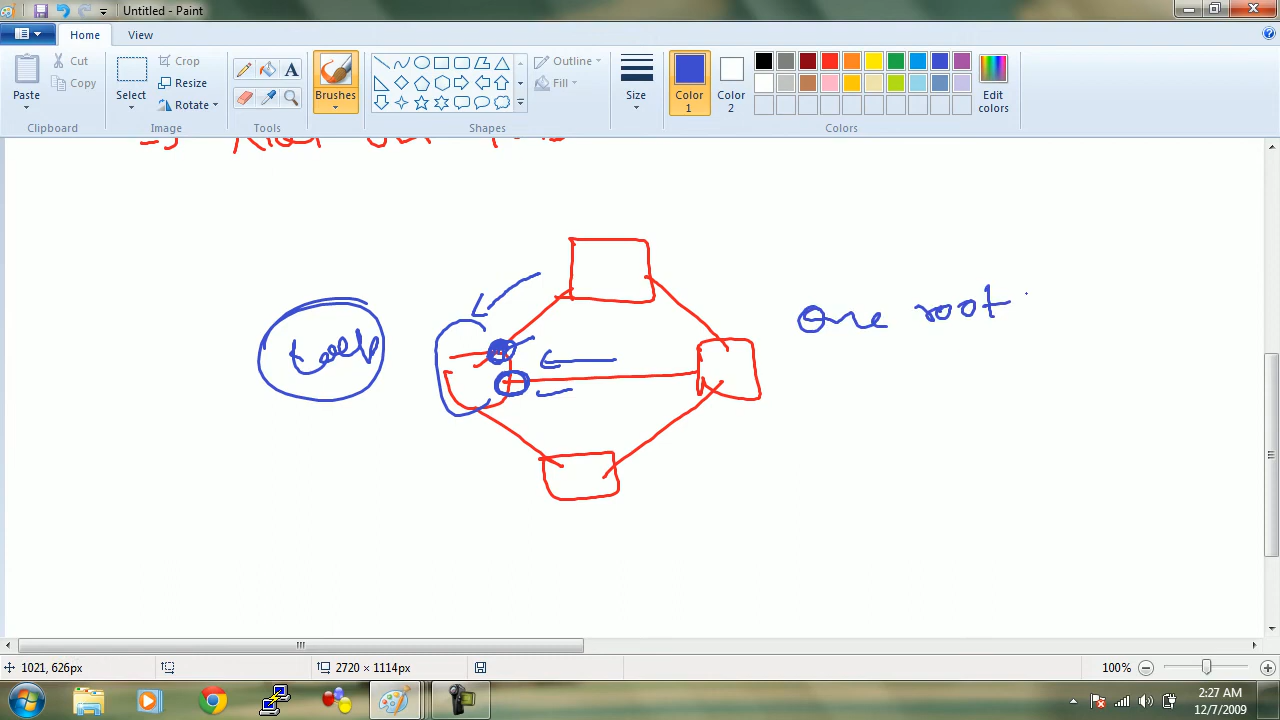 Untitled - Paint
Home View
Paste
Cut
Copy
Clipboard
Select
Crop
Resize
Rotate
Image
A
Tools
Brushes
Outline
Fill
Shapes
Size
Color 1
Color 2
Edit colors
Colors
One root
1021, 626px
2720 × 1114px
100%
2:27 AM
12/7/2009